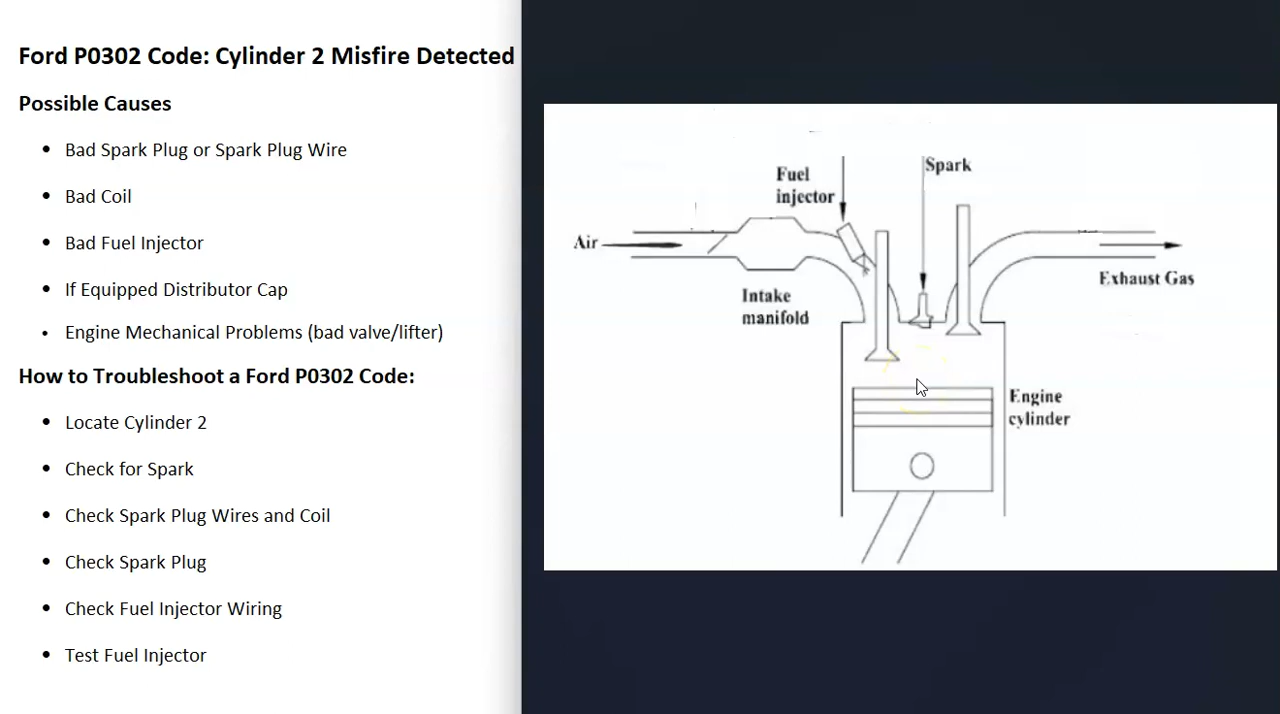 Ford P0302 Code: Cylinder 2 Misfire Detected
Possible Causes
• Bad Spark Plug or Spark Plug Wire
• Bad Coil
• Bad Fuel Injector
• If Equipped Distributor Cap
• Engine Mechanical Problems (bad valve/lifter)
How to Troubleshoot a Ford P0302 Code:
• Locate Cylinder 2
• Check for Spark
• Check Spark Plug Wires and Coil
• Check Spark Plug
• Check Fuel Injector Wiring
• Test Fuel Injector
Fuel
injector
Spark
Air
Intake
manifold
Exhaust Gas
Engine
cylinder